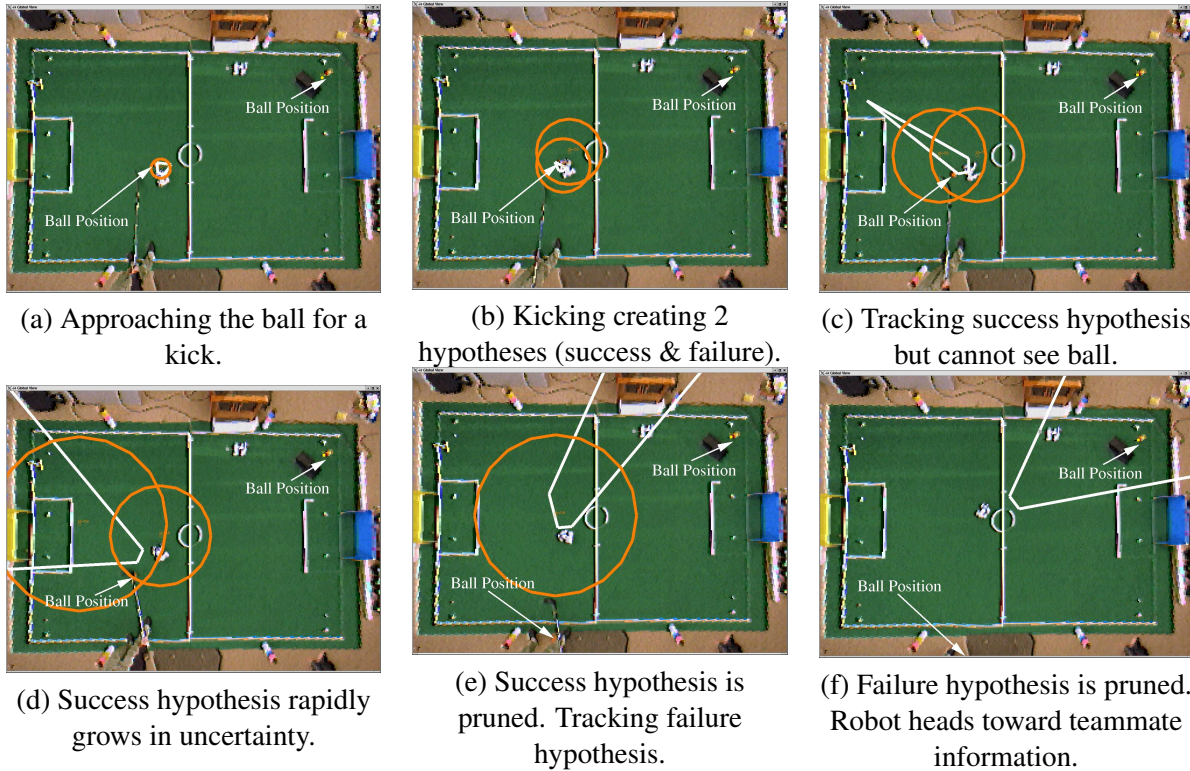 Ball Position
Ball Position
(a) Approaching the ball for a
kick.
Ball Position
Ball Position
(b) Kicking creating 2
hypotheses (success & failure).
Ball Position
Ball Position
(c) Tracking success hypothesis
but cannot see ball.
Ball Position
Ball Position
(d) Success hypothesis rapidly
grows in uncertainty.
Ball Position
Ball Position
(e) Success hypothesis is
pruned. Tracking failure
hypothesis.
Ball Position
Ball Position
(f) Failure hypothesis is pruned.
Robot heads toward teammate
information.